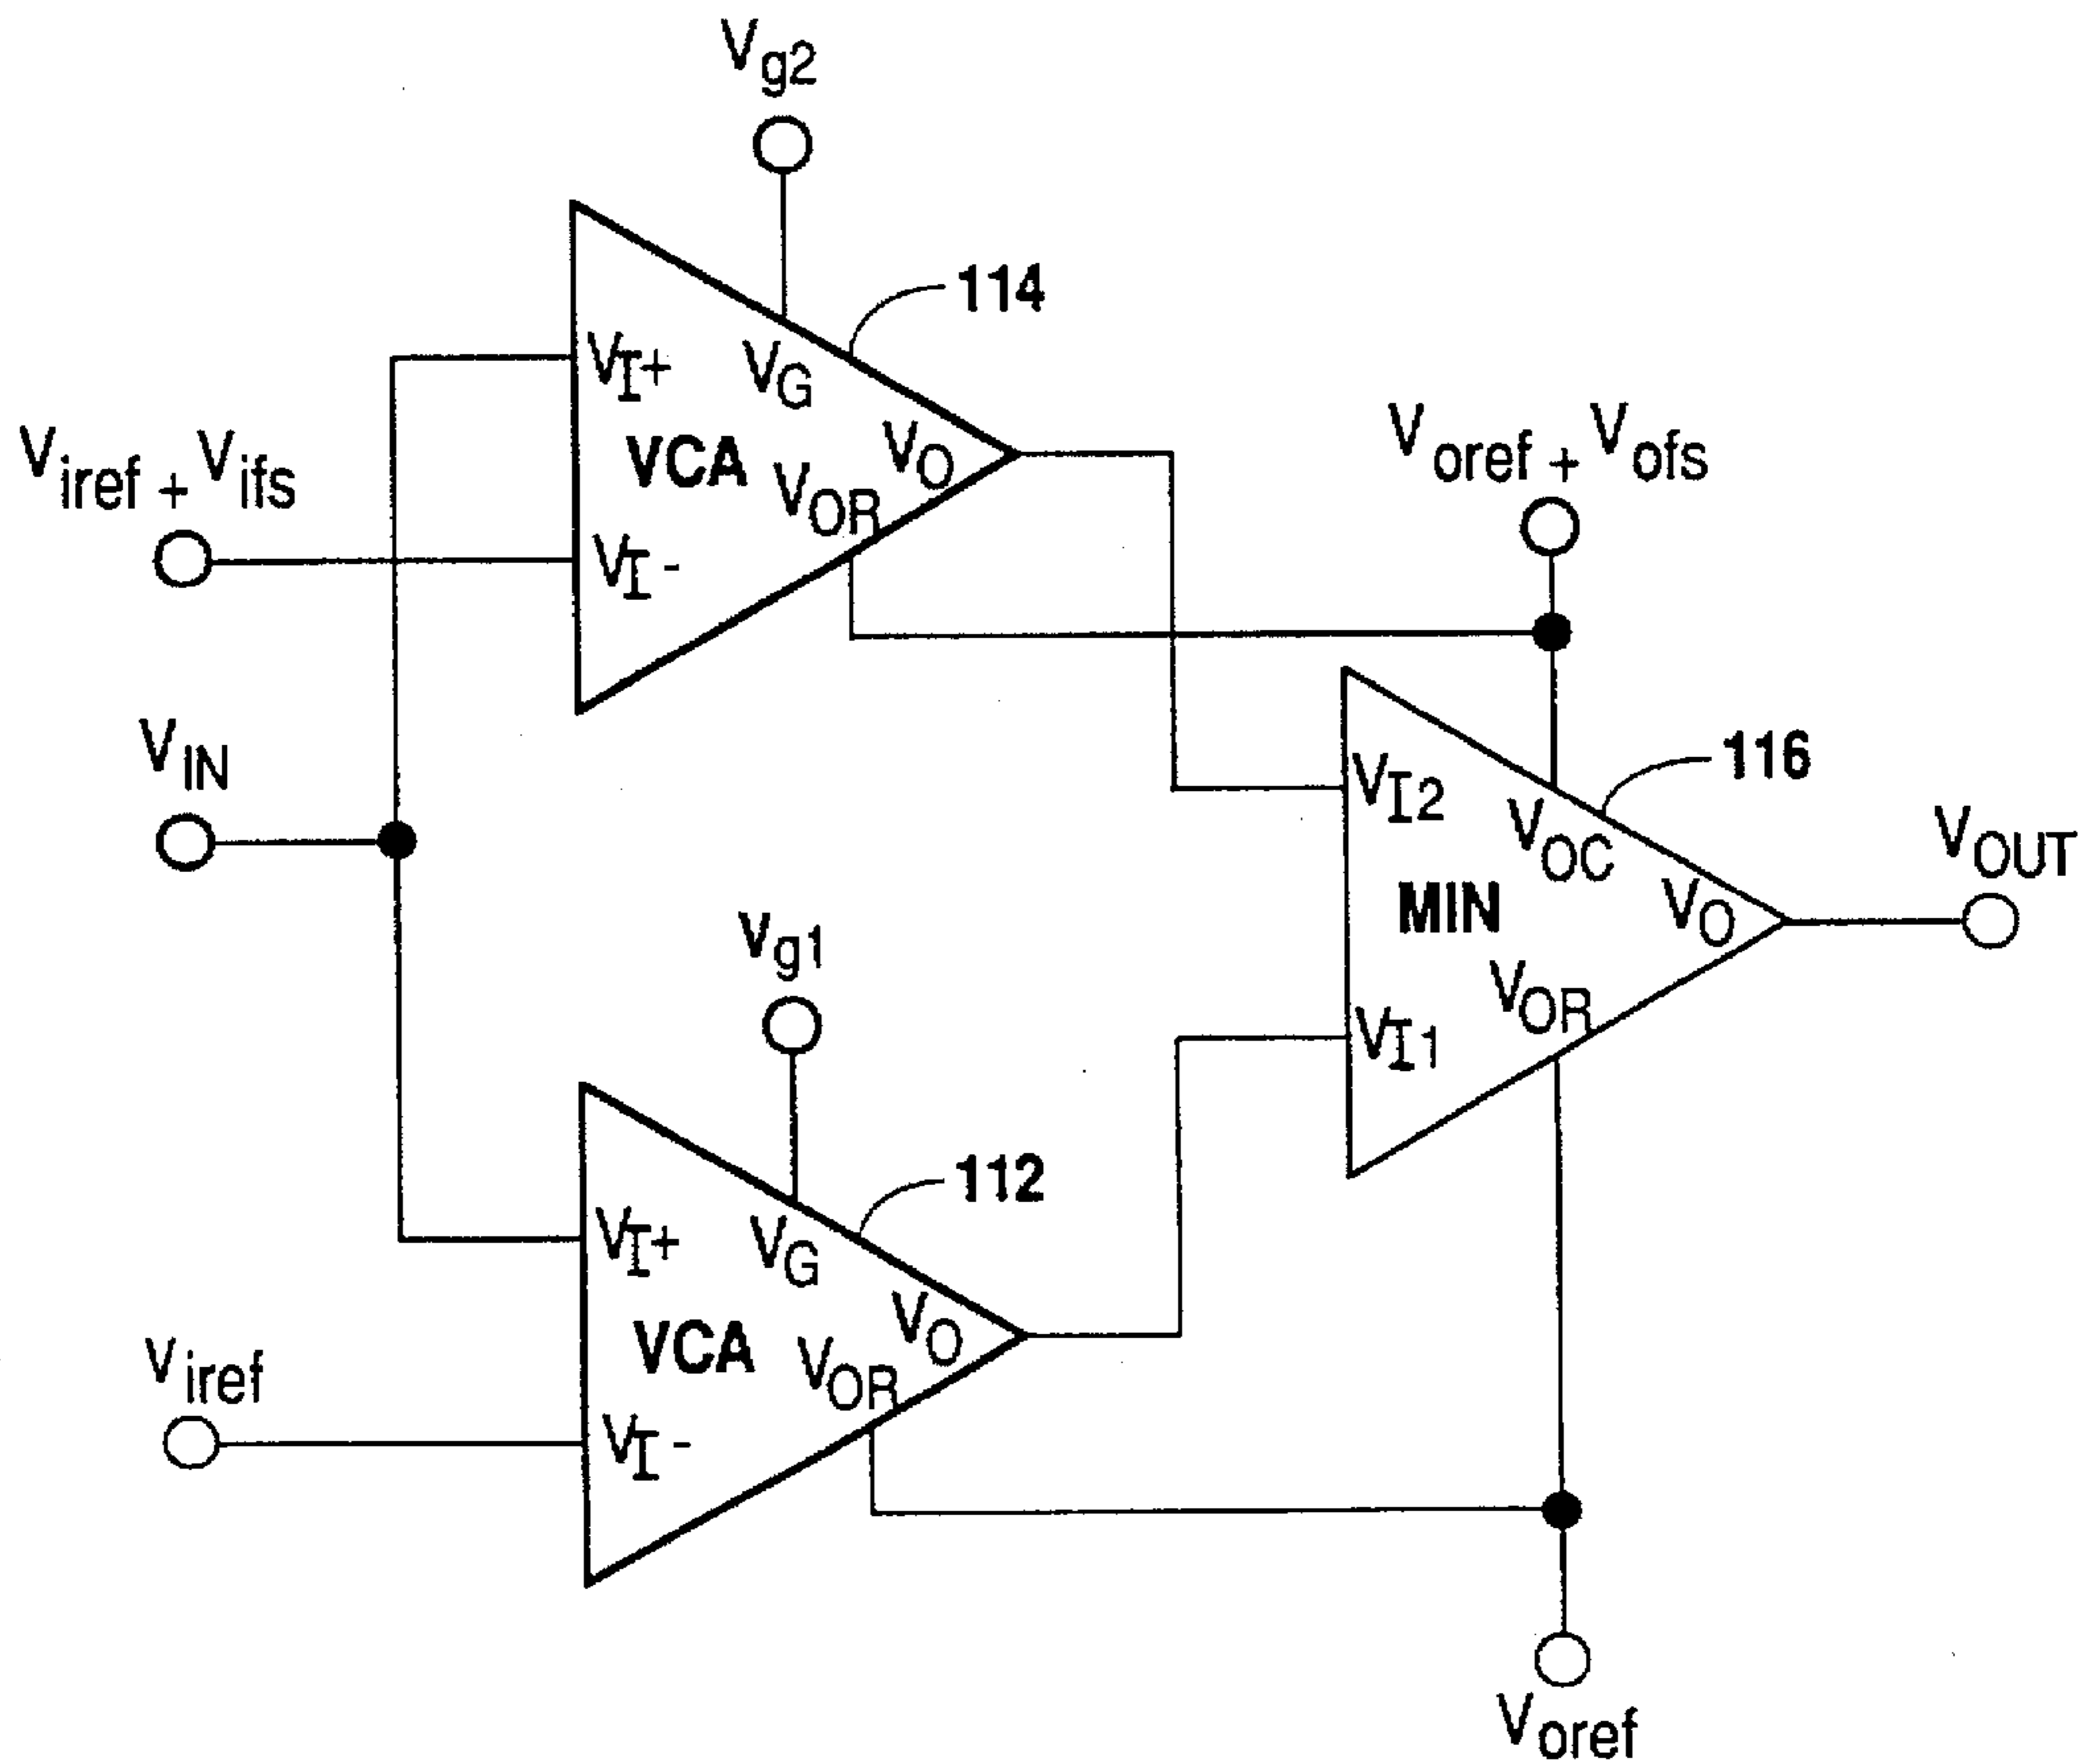 Vg2
114
VI+
VG
VCA
VO
VOR
VI-
Viref + Vifs
Voref + Vofs
VIN
VI2
VOC
116
MIN
VO
VOUT
VOR
VI1
Vg1
112
VI+
VG
VCA
VO
VOR
VI-
Viref
Voref